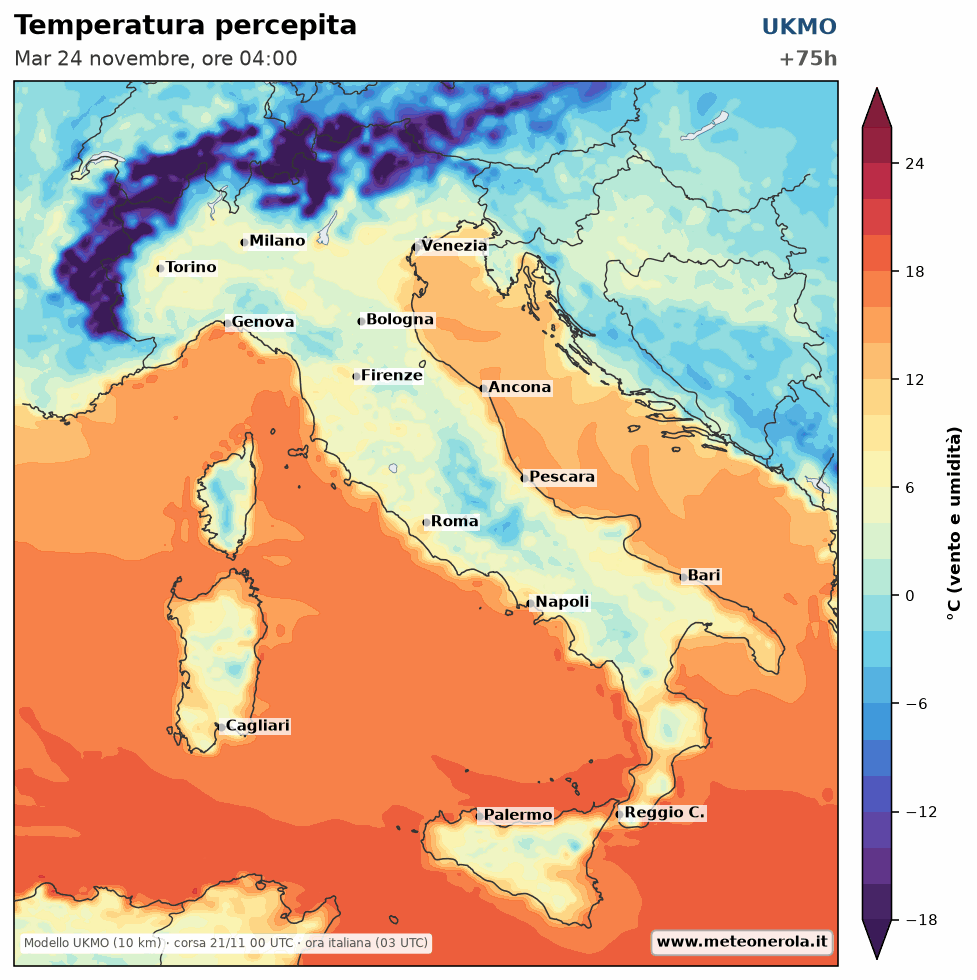 Temperatura percepita
UKMO
Mar 24 novembre, ore 04:00
+75h
Milano
Venezia
Torino
Genova
Bologna
Firenze
Ancona
Pescara
Roma
Bari
Napoli
Cagliari
Palermo
Reggio C.
24
18
12
6
0
−6
−12
−18
°C (vento e umidità)
Modello UKMO (10 km) · corsa 21/11 00 UTC · ora italiana (03 UTC)
www.meteonerola.it